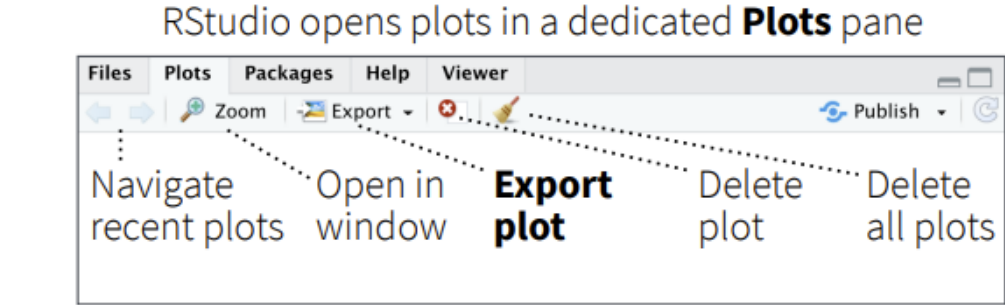 RStudio opens plots in a dedicated Plots pane
Files Plots Packages Help Viewer
Zoom Export Publish
Navigate recent plots
Open in window
Export plot
Delete plot
Delete all plots